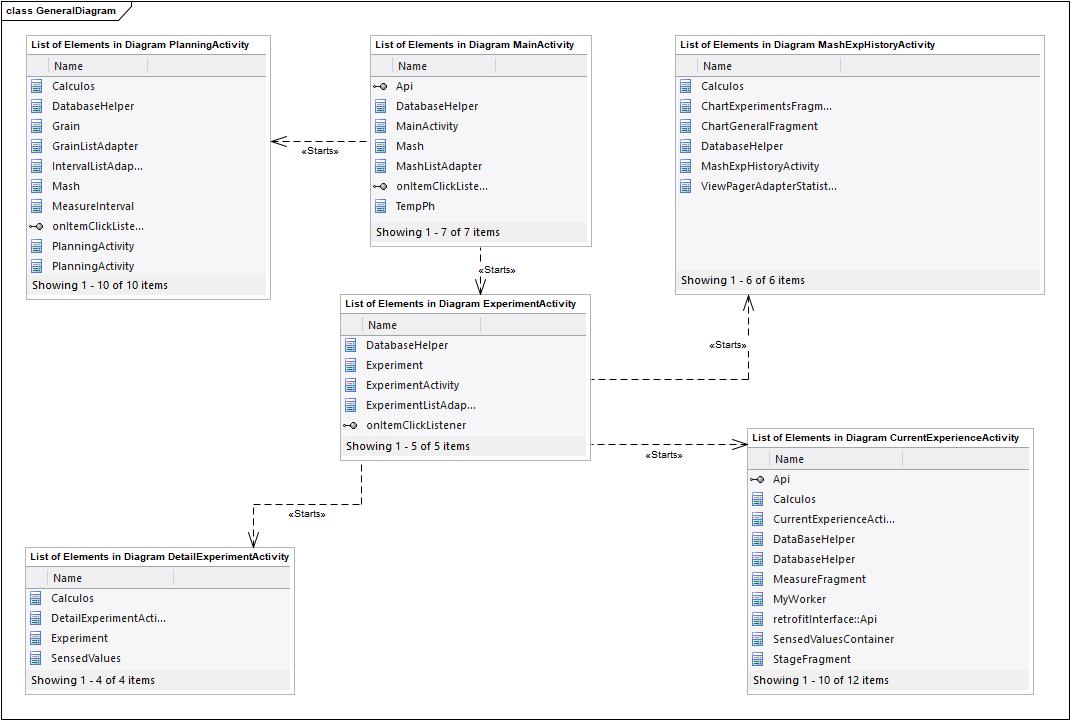 class GeneralDiagram
List of Elements in Diagram PlanningActivity
Name
Calculos
DatabaseHelper
Grain
GrainListAdapter
IntervalListAdap...
Mash
MeasureInterval
onItemClickListe...
PlanningActivity
PlanningActivity
Showing 1 - 10 of 10 items
«Starts»
List of Elements in Diagram MainActivity
Name
Api
DatabaseHelper
MainActivity
Mash
MashListAdapter
onItemClickListe...
TempPh
Showing 1 - 7 of 7 items
«Starts»
List of Elements in Diagram MashExpHistoryActivity
Name
Calculos
ChartExperimentsFragm...
ChartGeneralFragment
DatabaseHelper
MashExpHistoryActivity
ViewPagerAdapterStatist...
Showing 1 - 6 of 6 items
«Starts»
List of Elements in Diagram ExperimentActivity
Name
DatabaseHelper
Experiment
ExperimentActivity
ExperimentListAdap...
onItemClickListener
Showing 1 - 5 of 5 items
«Starts»
«Starts»
List of Elements in Diagram CurrentExperienceActivity
Name
Api
Calculos
CurrentExperienceActi...
DataBaseHelper
DatabaseHelper
MeasureFragment
MyWorker
retrofitInterface::Api
SensedValuesContainer
StageFragment
Showing 1 - 10 of 12 items
List of Elements in Diagram DetailExperimentActivity
Name
Calculos
DetailExperimentActi...
Experiment
SensedValues
Showing 1 - 4 of 4 items